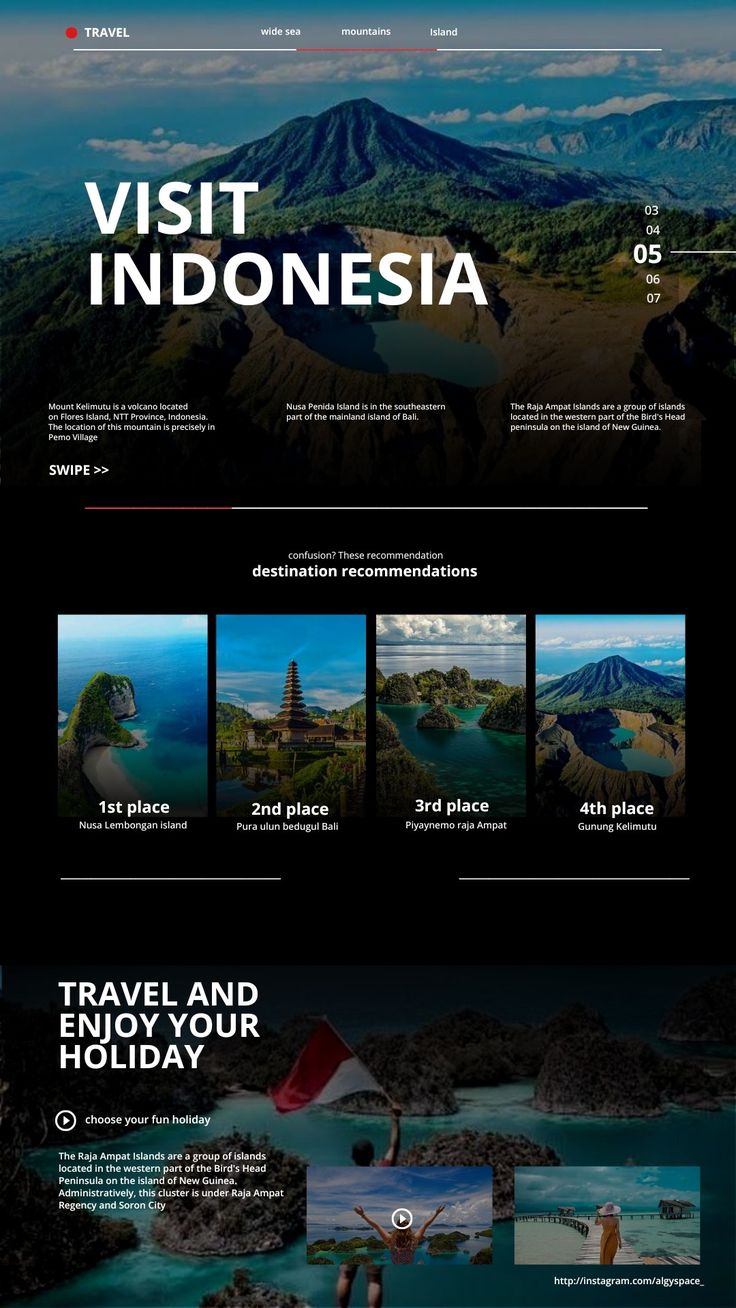 TRAVEL
wide sea
mountains
Island
VISIT
INDONESIA
03
04
05
06
07
Mount Kelimutu is a volcano located
on Flores Island, NTT Province, Indonesia.
The location of this mountain is precisely in
Pemo Village
Nusa Penida Island is in the southeastern
part of the mainland island of Bali.
The Raja Ampat Islands are a group of islands
located in the western part of the Bird's Head
peninsula on the island of New Guinea.
SWIPE >>
confusion? These recommendation
destination recommendations
1st place
Nusa Lembongan island
2nd place
Pura ulun bedugul Bali
3rd place
Piyaynemo raja Ampat
4th place
Gunung Kelimutu
TRAVEL AND
ENJOY YOUR
HOLIDAY
choose your fun holiday
The Raja Ampat Islands are a group of islands
located in the western part of the Bird's Head
Peninsula on the island of New Guinea.
Administratively, this cluster is under Raja Ampat
Regency and Soron City
http://instagram.com/algyspace_